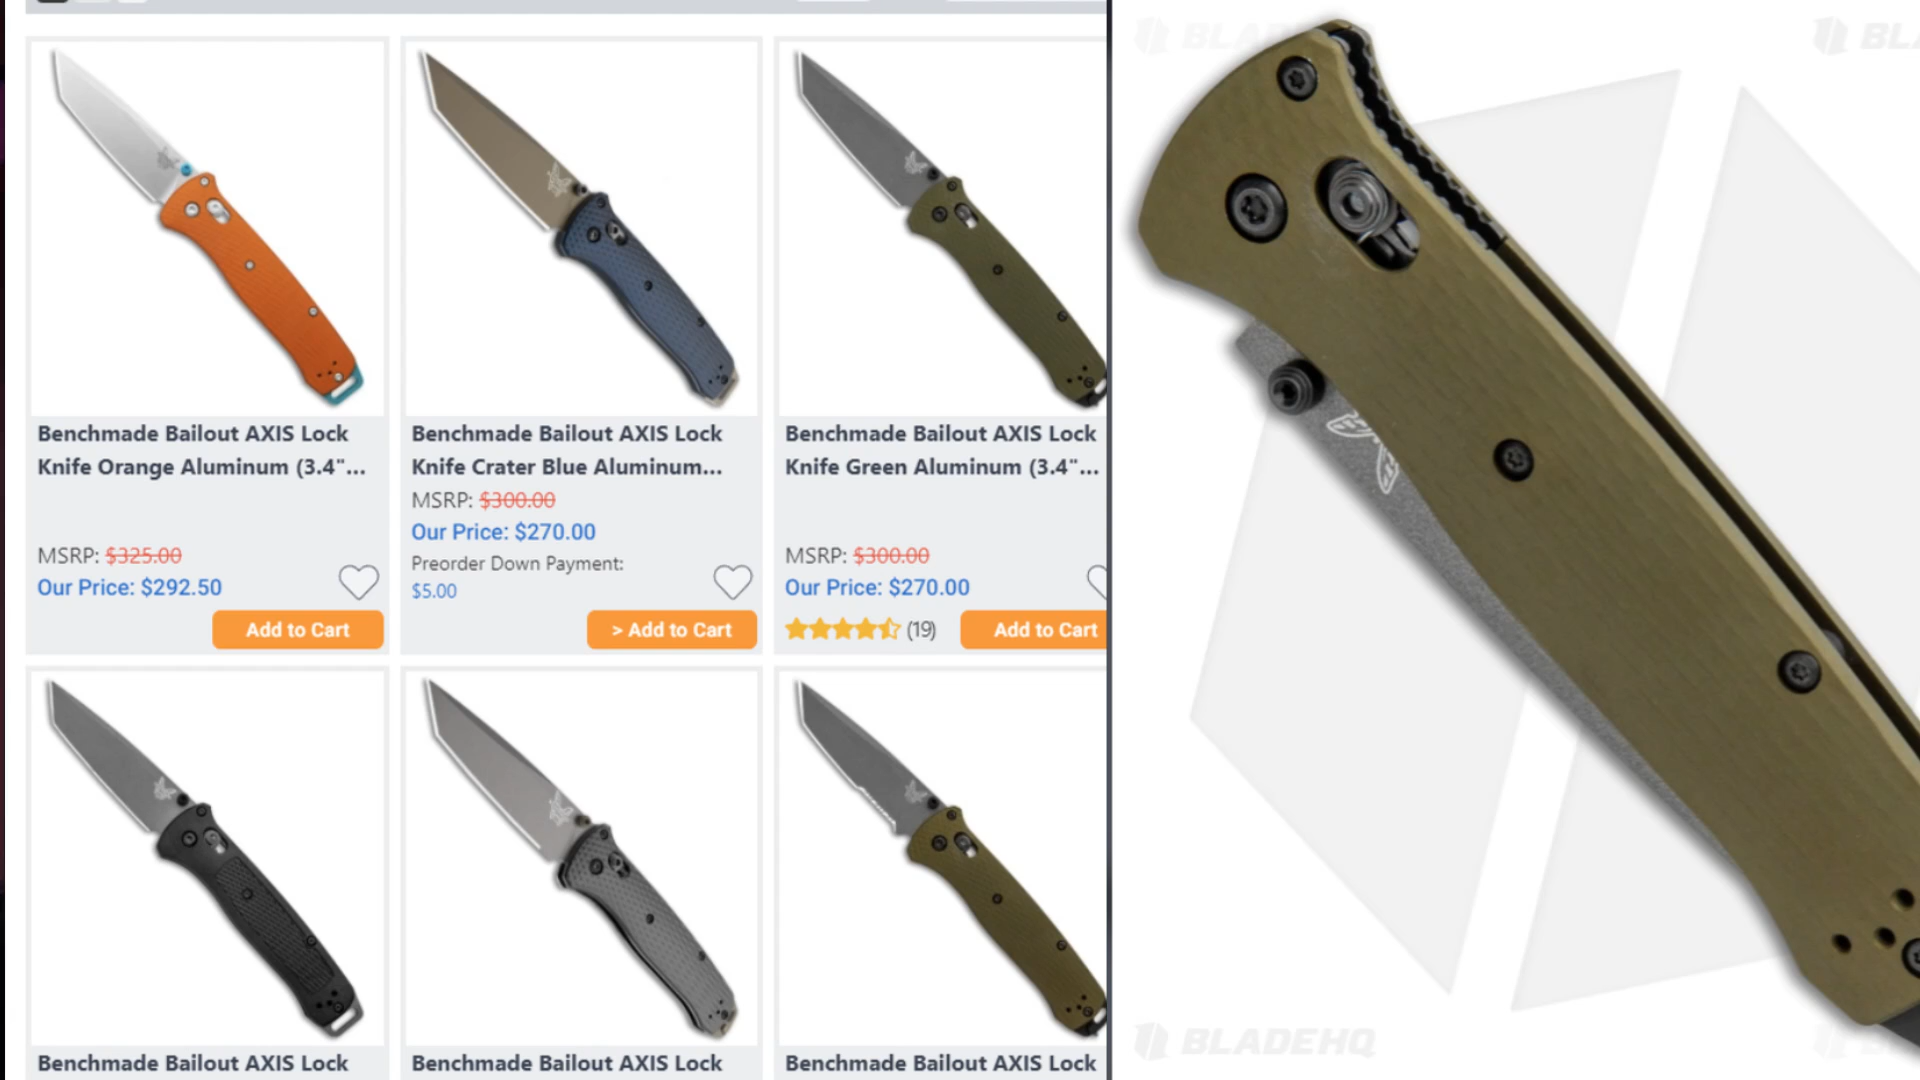 Benchmade Bailout AXIS Lock
Knife Orange Aluminum (3.4"...
MSRP: $325.00
Our Price: $292.50
Add to Cart
Benchmade Bailout AXIS Lock
Knife Crater Blue Aluminum...
MSRP: $300.00
Our Price: $270.00
Preorder Down Payment:
$5.00
> Add to Cart
Benchmade Bailout AXIS Lock
Knife Green Aluminum (3.4"...
MSRP: $300.00
Our Price: $270.00
(19)
Add to Cart
Benchmade Bailout AXIS Lock
Benchmade Bailout AXIS Lock
Benchmade Bailout AXIS Lock
BLADEHQ